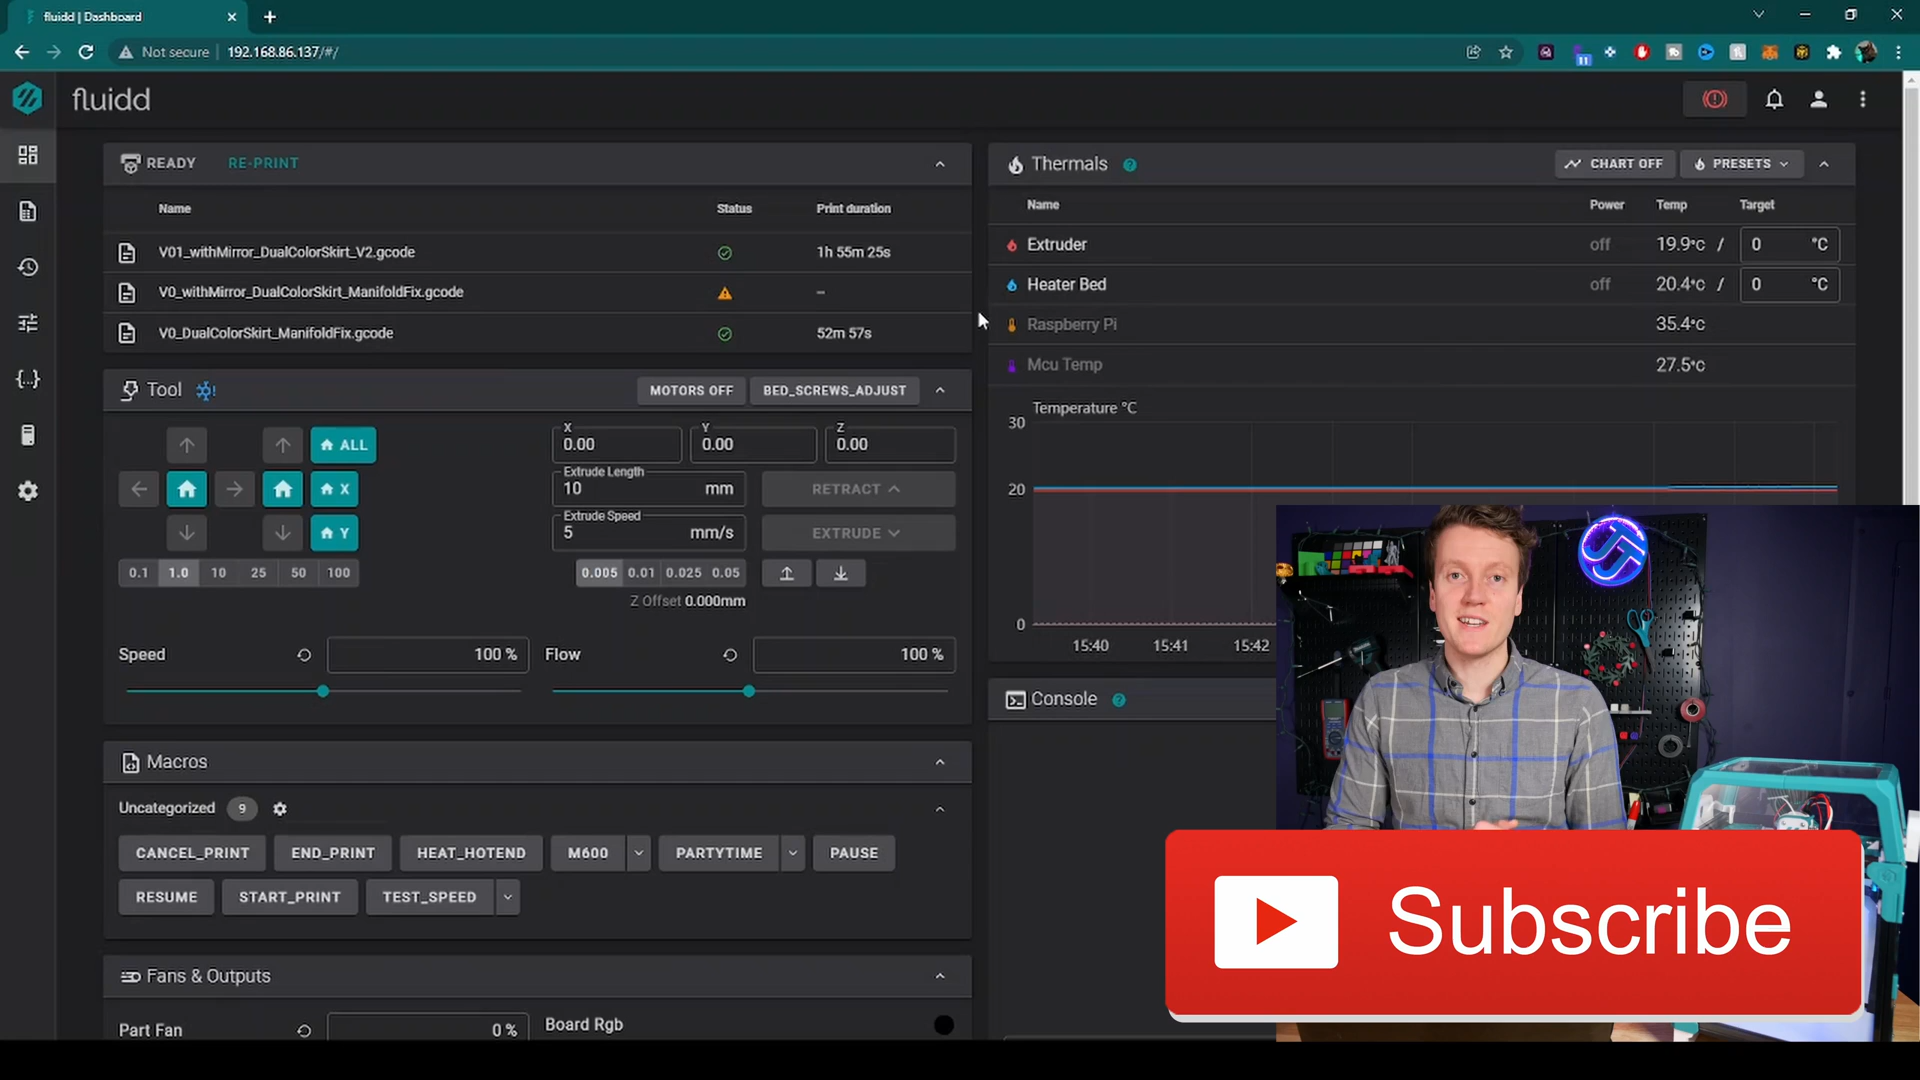 fluidd | Dashboard
Not secure
192.168.86.137/#/
11
fluidd
READY
RE-PRINT
Name
Status
Print duration
V01_withMirror_DualColorSkirt_V2.gcode
1h 55m 25s
V0_withMirror_DualColorSkirt_ManifoldFix.gcode
--
V0_DualColorSkirt_ManifoldFix.gcode
52m 57s
Tool
MOTORS OFF
BED_SCREWS_ADJUST
ALL
X
Y
X
0.00
Y
0.00
Z
0.00
Extrude Length
10 mm
RETRACT
Extrude Speed
5 mm/s
EXTRUDE
0.1 1.0 10 25 50 100
0.005 0.01 0.025 0.05
Z Offset 0.000mm
Speed
100 %
Flow
100 %
Macros
Uncategorized 9
CANCEL_PRINT
END_PRINT
HEAT_HOTEND
M600
PARTYTIME
PAUSE
RESUME
START_PRINT
TEST_SPEED
Fans & Outputs
Part Fan
0 %
Board Rgb
Thermals
CHART OFF
PRESETS
Name
Power
Temp
Target
Extruder
off
19.9°C /
0 °C
Heater Bed
off
20.4°C /
0 °C
Raspberry Pi
35.4°C
Mcu Temp
27.5°C
Temperature °C
30
20
0
15:40
15:41
15:42
Console
Subscribe